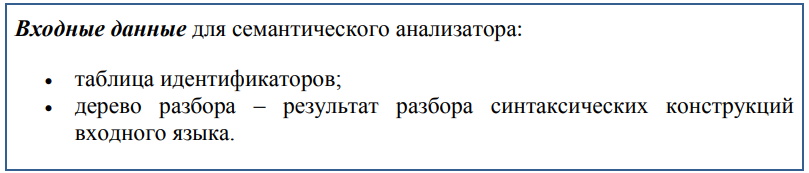 Входные данные для семантического анализатора:
• таблица идентификаторов;
• дерево разбора – результат разбора синтаксических конструкций
входного языка.